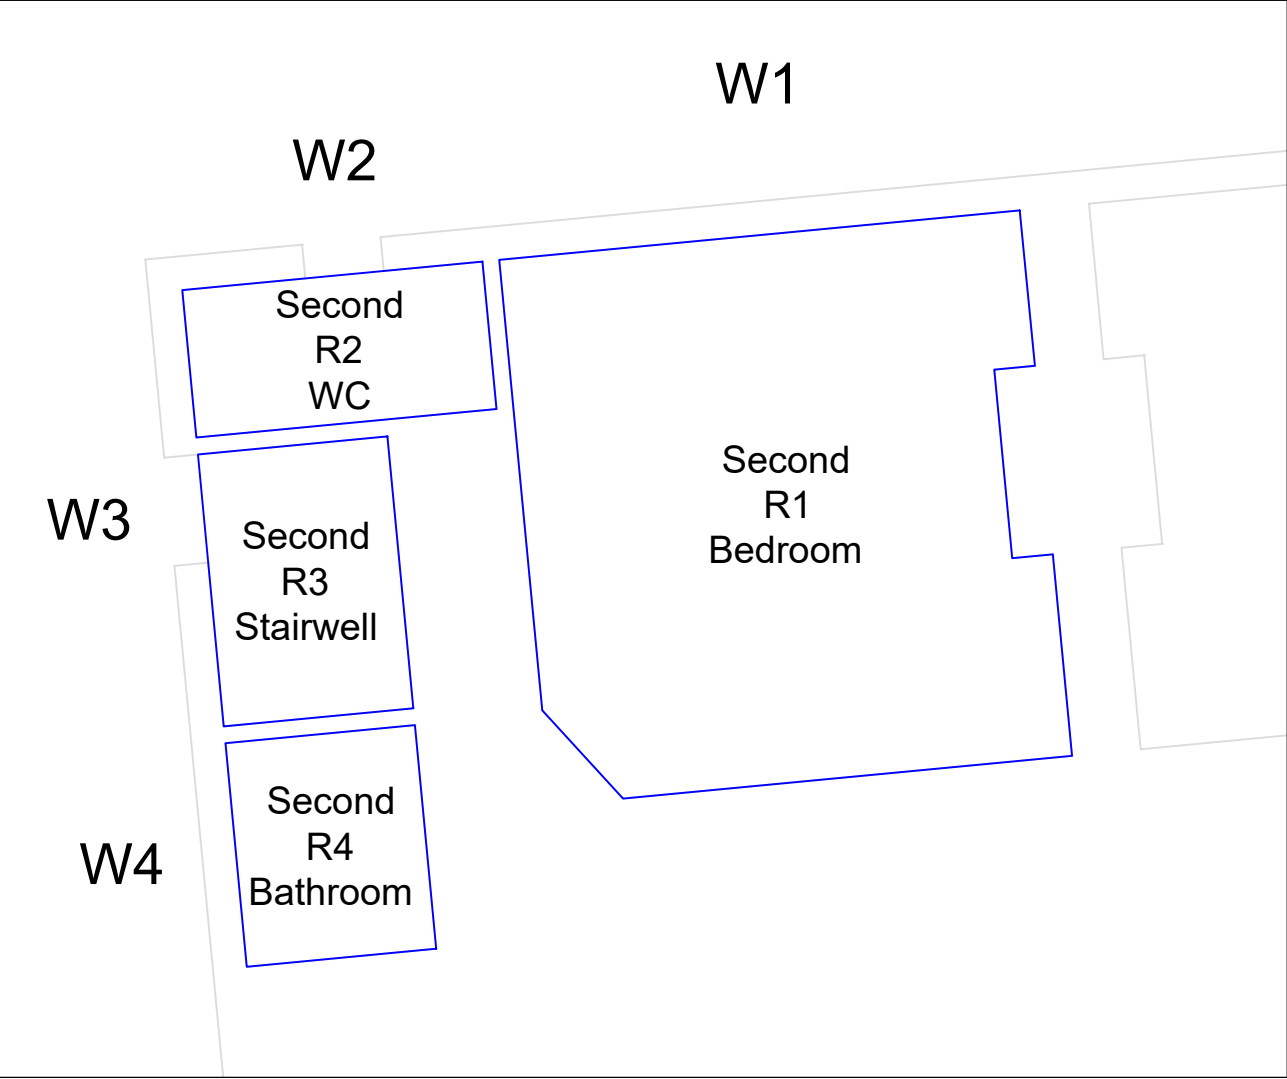 W1
W2
Second
R2
WC
Second
R1
Bedroom
W3
Second
R3
Stairwell
Second
R4
Bathroom
W4